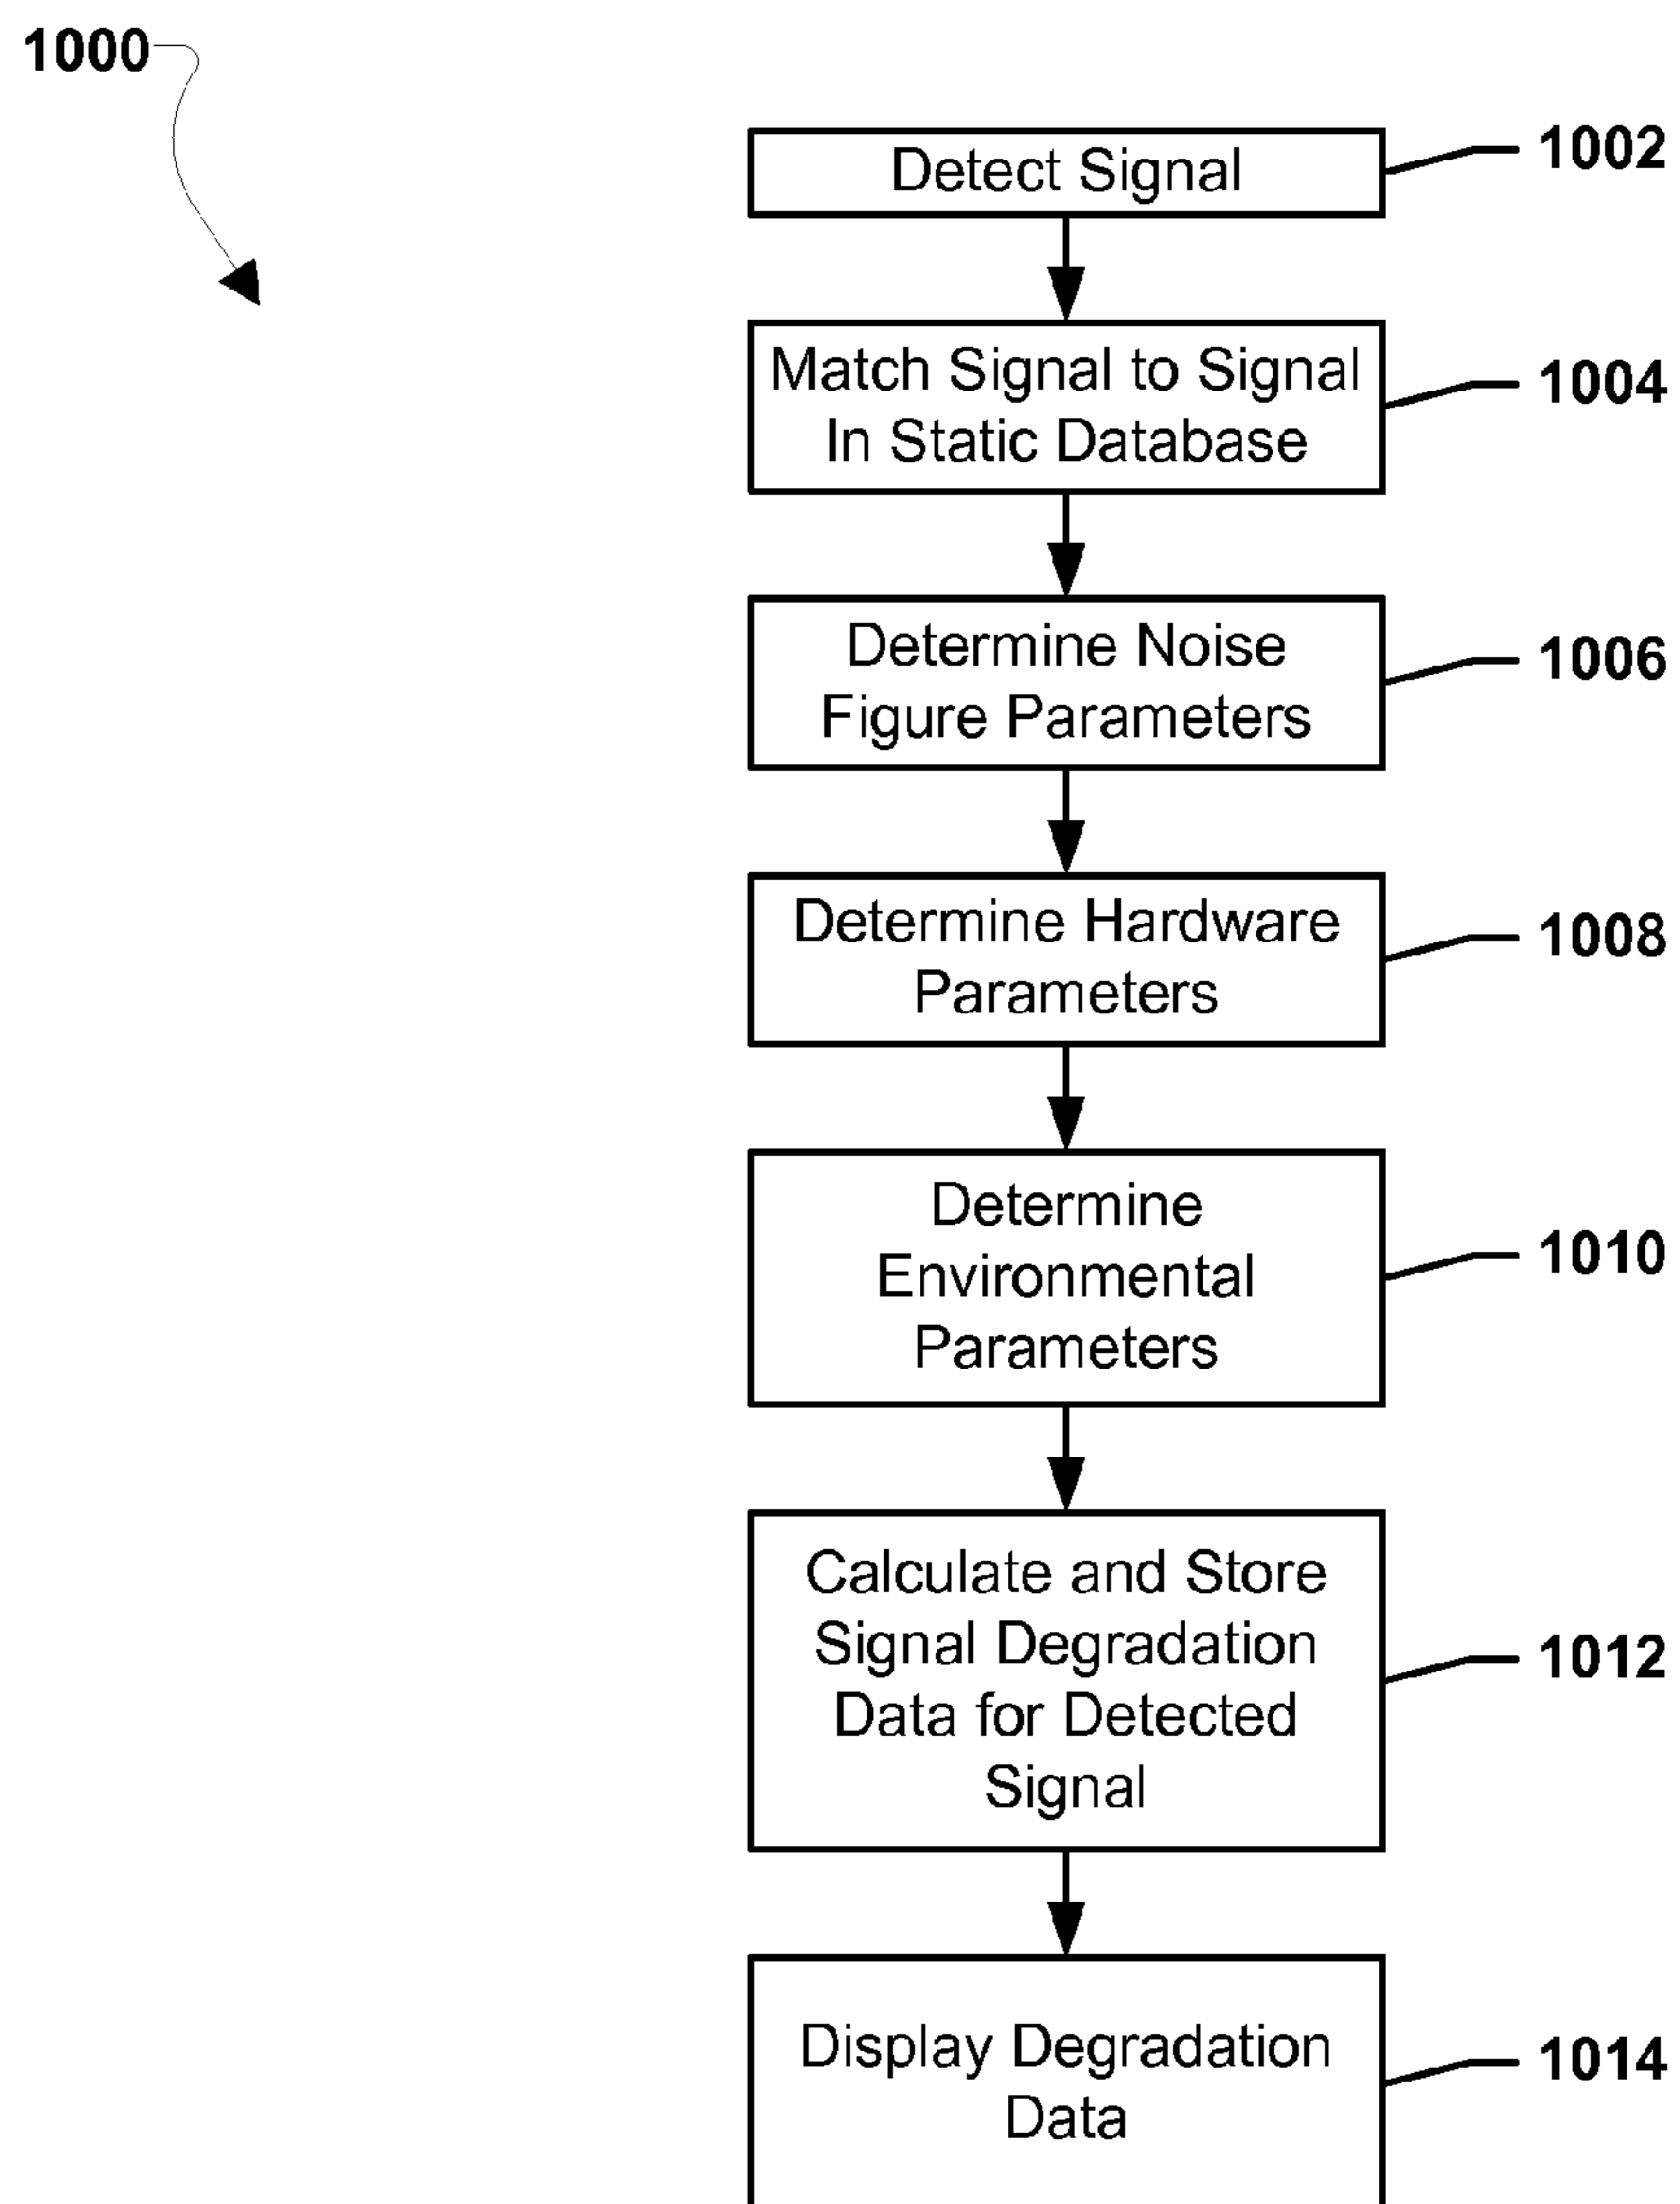 1000
Detect Signal
1002
Match Signal to Signal
In Static Database
1004
Determine Noise
Figure Parameters
1006
Determine Hardware
Parameters
1008
Determine
Environmental
Parameters
1010
Calculate and Store
Signal Degradation
Data for Detected
Signal
1012
Display Degradation
Data
1014